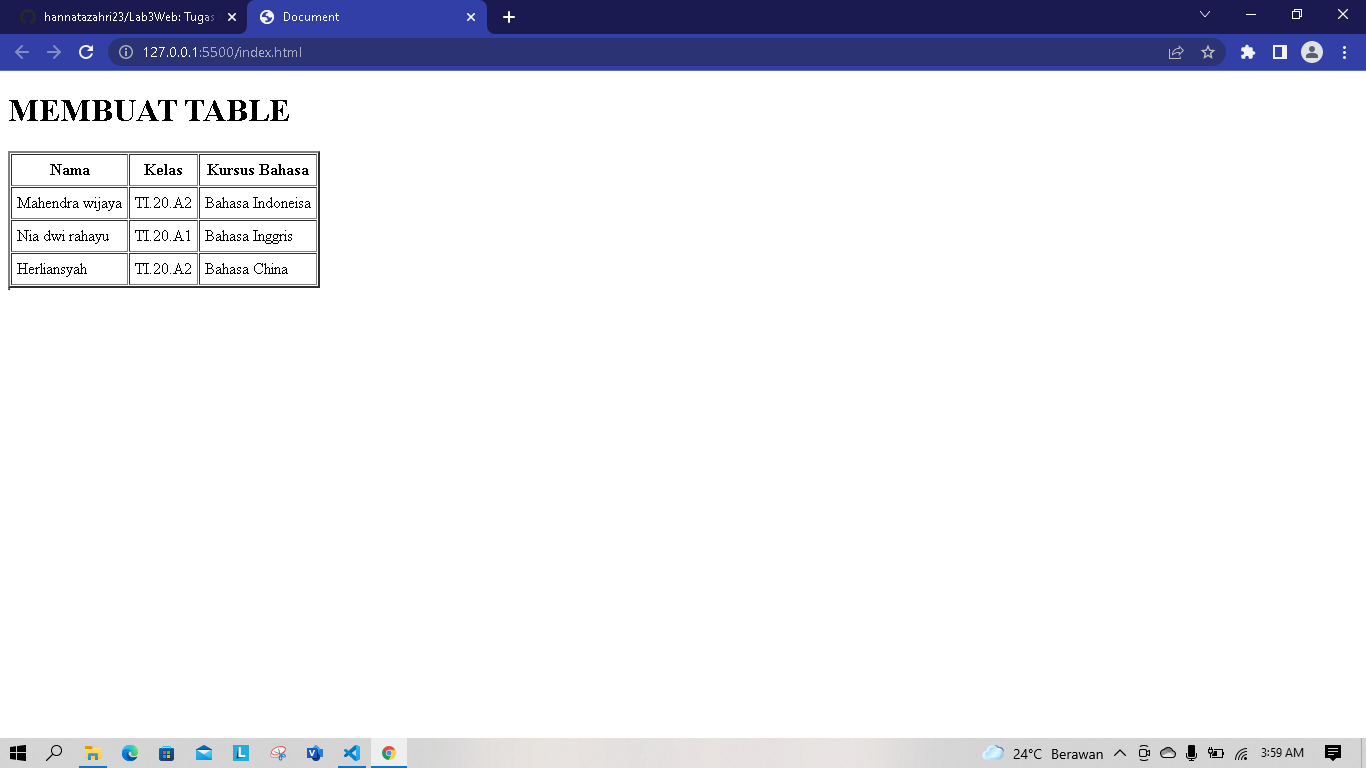 hannatazahri23/Lab3Web: Tugas
Document
127.0.0.1:5500/index.html
MEMBUAT TABLE
Nama Kelas Kursus Bahasa
Mahendra wijaya TI.20.A2 Bahasa Indoneisa
Nia dwi rahayu TI.20.A1 Bahasa Inggris
Herliansyah TI.20.A2 Bahasa China
24°C Berawan 3:59 AM